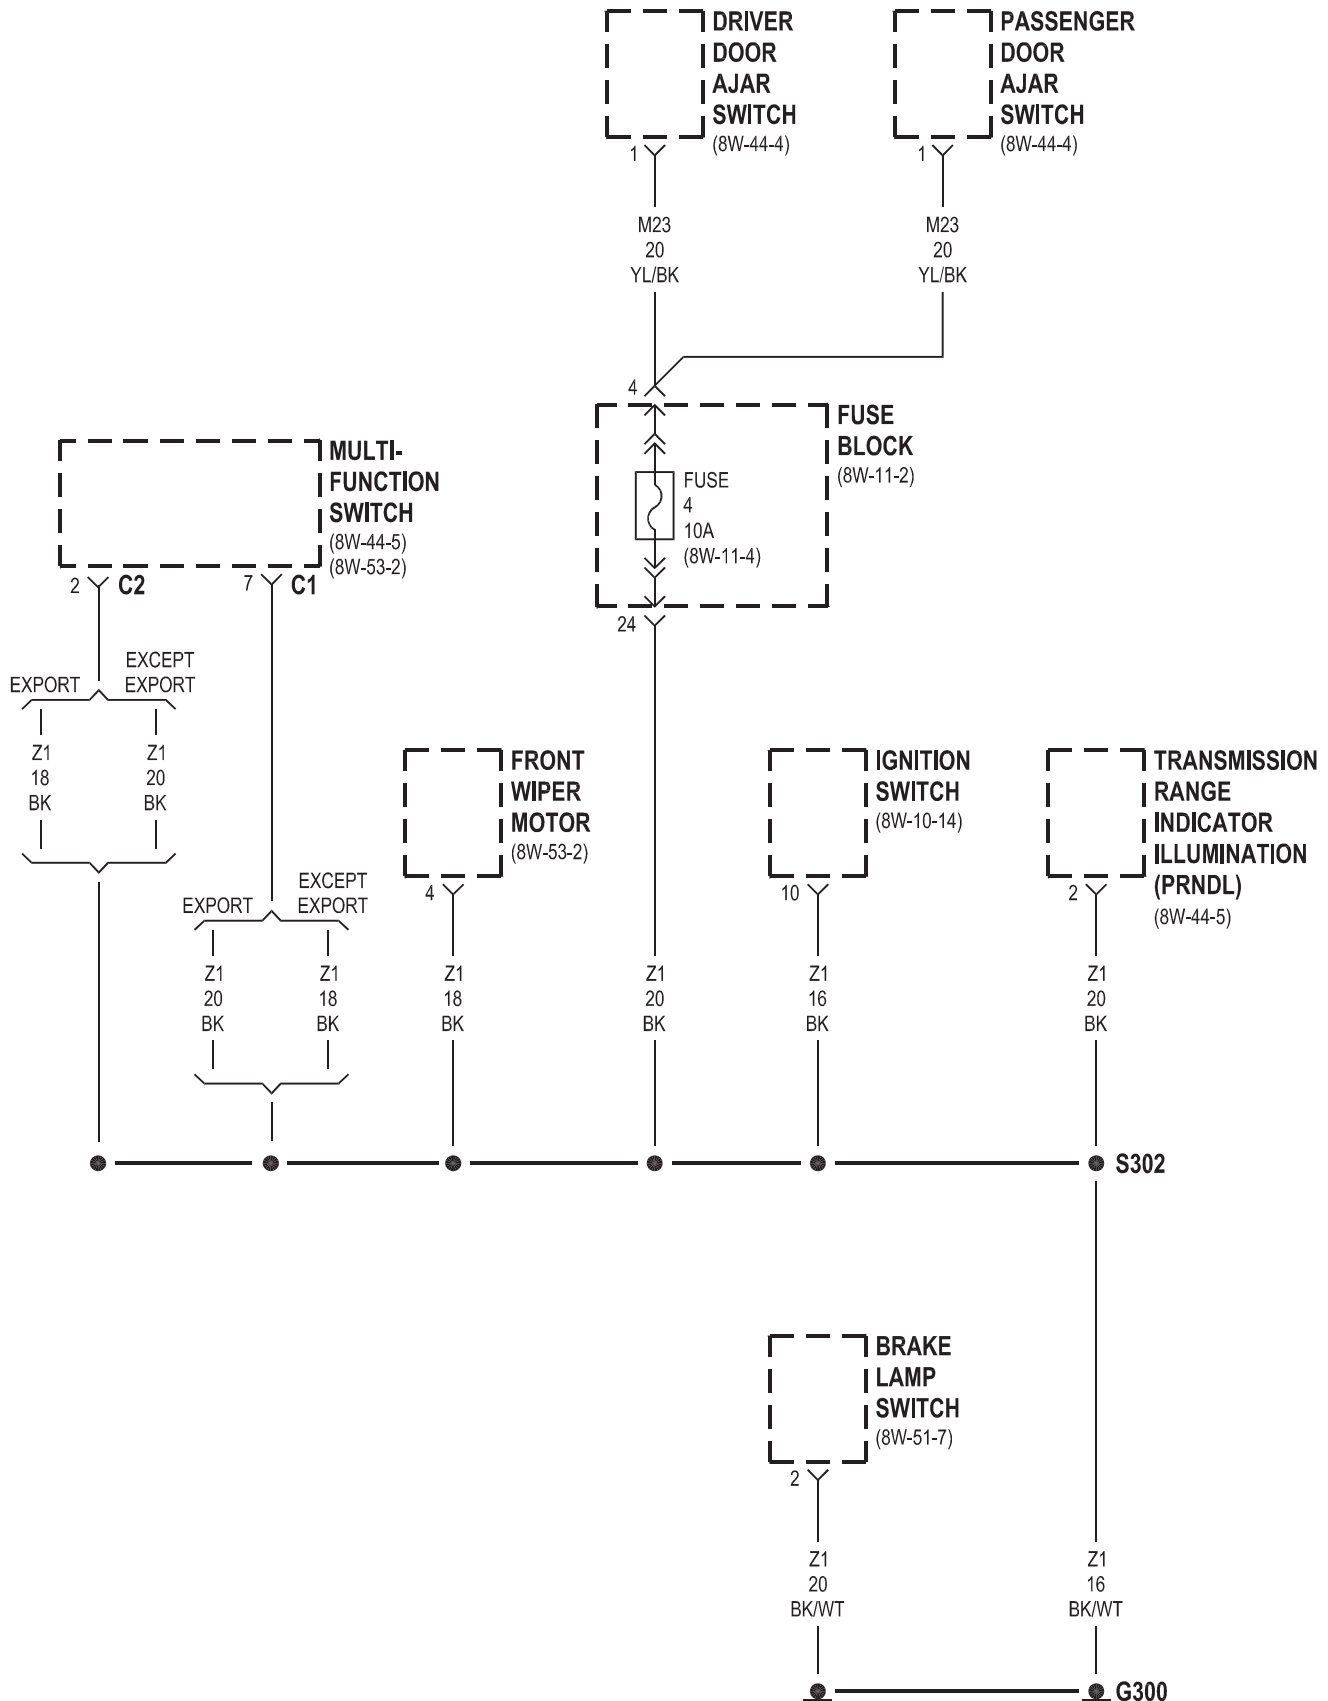 DRIVER
DOOR
AJAR
SWITCH
(8W-44-4)
1
PASSENGER
DOOR
AJAR
SWITCH
(8W-44-4)
1
M23
20
YL/BK
M23
20
YL/BK
4
FUSE
BLOCK
(8W-11-2)
FUSE
4
10A
(8W-11-4)
24
MULTI-
FUNCTION
SWITCH
(8W-44-5)
(8W-53-2)
2
C2
7
C1
EXPORT
EXCEPT
EXPORT
Z1
18
BK
Z1
20
BK
EXPORT
EXCEPT
EXPORT
Z1
20
BK
Z1
18
BK
FRONT
WIPER
MOTOR
(8W-53-2)
4
Z1
18
BK
Z1
20
BK
IGNITION
SWITCH
(8W-10-14)
10
Z1
16
BK
TRANSMISSION
RANGE
INDICATOR
ILLUMINATION
(PRNDL)
(8W-44-5)
2
Z1
20
BK
S302
BRAKE
LAMP
SWITCH
(8W-51-7)
2
Z1
20
BK/WT
Z1
16
BK/WT
G300